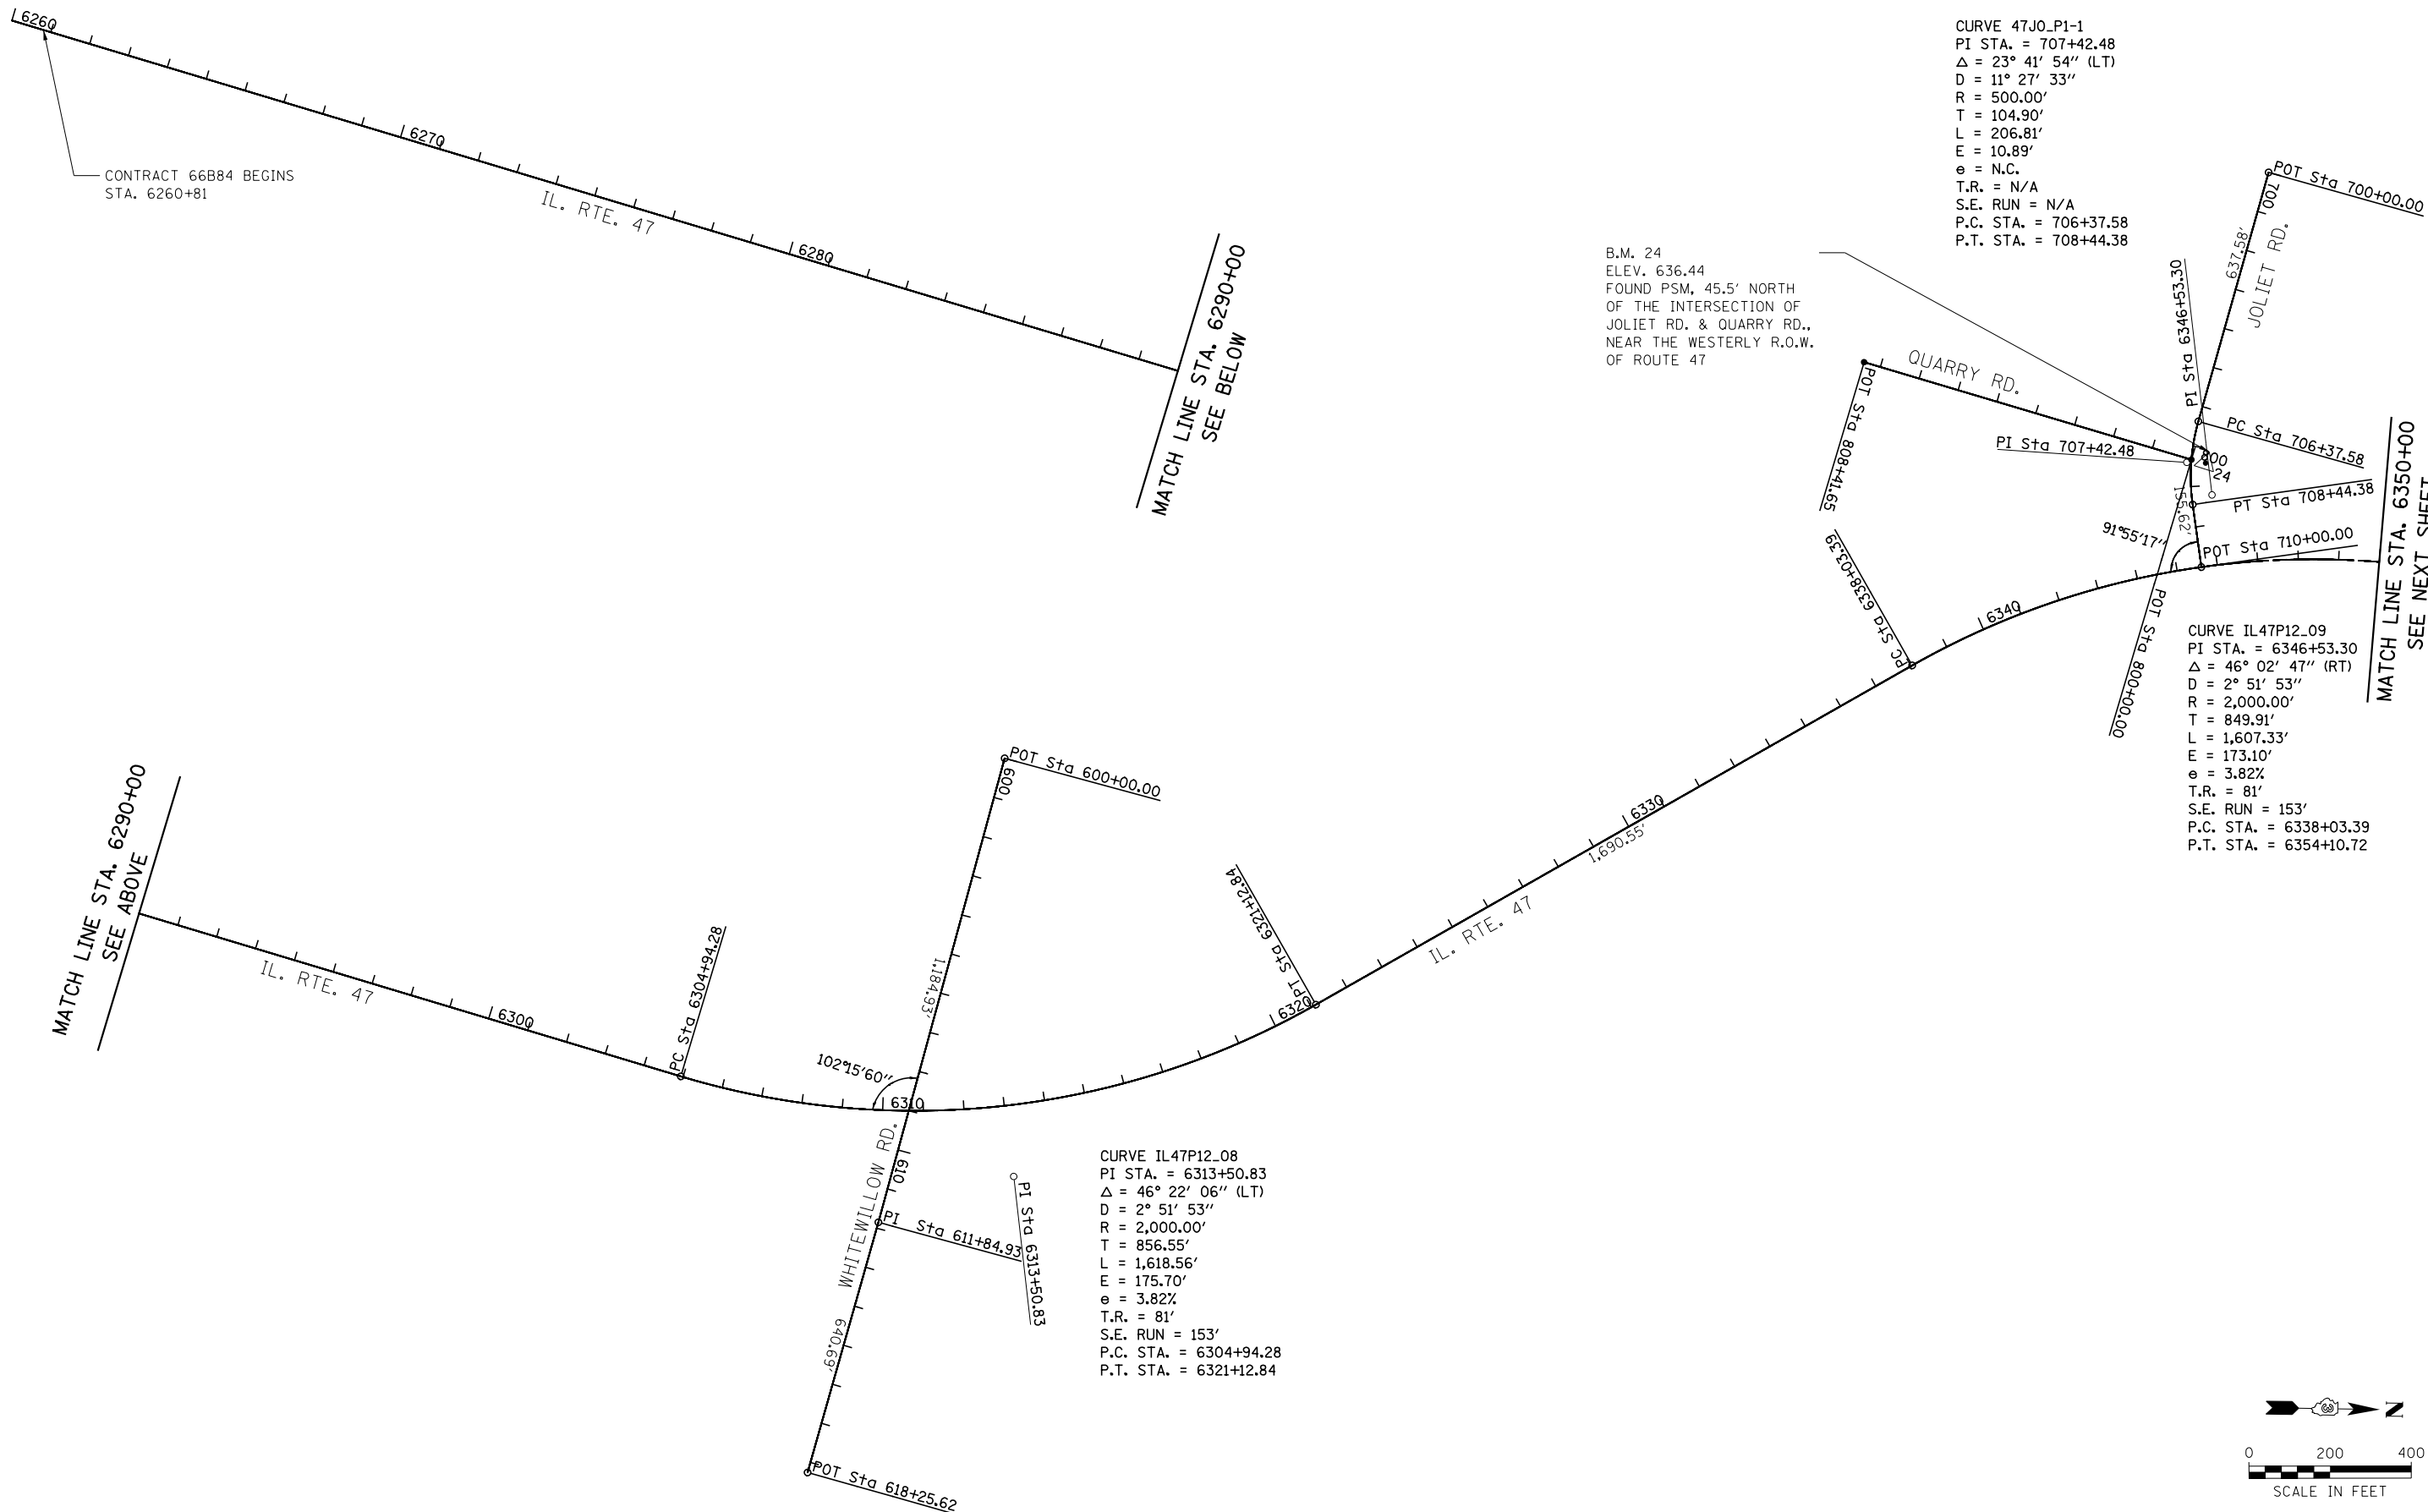 6260
6270
6280
CONTRACT 66B84 BEGINS
STA. 6260+81
IL. RTE. 47
MATCH LINE STA. 6290+00
SEE BELOW
CURVE 47JO_P1-1
PI STA. = 707+42.48
Δ = 23° 41' 54" (LT)
D = 11° 27' 33"
R = 500.00'
T = 104.90'
L = 206.81'
E = 10.89'
e = N.C.
T.R. = N/A
S.E. RUN = N/A
P.C. STA. = 706+37.58
P.T. STA. = 708+44.38
B.M. 24
ELEV. 636.44
FOUND PSM, 45.5' NORTH
OF THE INTERSECTION OF
JOLIET RD. & QUARRY RD.,
NEAR THE WESTERLY R.O.W.
OF ROUTE 47
POT Sta 700+00.00
700
637.58'
JOLIET RD.
PI Sta 6346+53.30
QUARRY RD.
POT Sta 808+41.65
PI Sta 707+42.48
PC Sta 706+37.58
800
24
155.62'
PT Sta 708+44.38
91°55'17"
POT Sta 710+00.00
POT Sta 800+00.00
MATCH LINE STA. 6350+00
SEE NEXT SHEET
PC Sta 6338+03.39
6340
CURVE IL47P12_09
PI STA. = 6346+53.30
Δ = 46° 02' 47" (RT)
D = 2° 51' 53"
R = 2,000.00'
T = 849.91'
L = 1,607.33'
E = 173.10'
e = 3.82%
T.R. = 81'
S.E. RUN = 153'
P.C. STA. = 6338+03.39
P.T. STA. = 6354+10.72
MATCH LINE STA. 6290+00
SEE ABOVE
IL. RTE. 47
6300
PC Sta 6304+94.28
POT Sta 600+00.00
600
1,184.93'
102°15'60"
6310
WHITEWILLOW RD.
610
PI Sta 611+84.93
PI Sta 6313+50.83
640.69'
POT Sta 618+25.62
6320
PT Sta 6321+12.84
6330
1,690.55'
IL. RTE. 47
CURVE IL47P12_08
PI STA. = 6313+50.83
Δ = 46° 22' 06" (LT)
D = 2° 51' 53"
R = 2,000.00'
T = 856.55'
L = 1,618.56'
E = 175.70'
e = 3.82%
T.R. = 81'
S.E. RUN = 153'
P.C. STA. = 6304+94.28
P.T. STA. = 6321+12.84
3
N
0 200 400
SCALE IN FEET